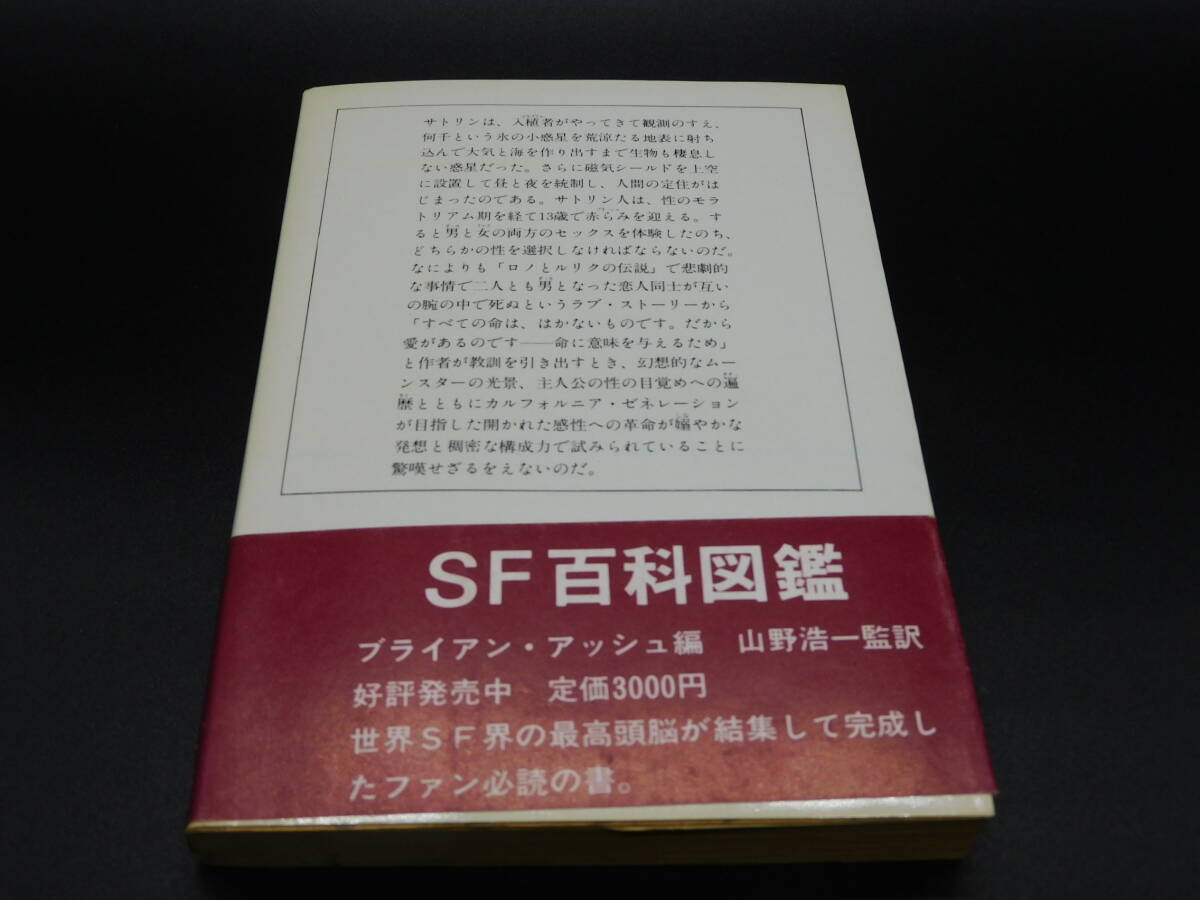 サトリンは、入植者がやってきて観測のすえ、
何千という氷の小惑星を荒涼たる地表に射ち
込んで大気と海を作り出すまで生物も棲息し
ない惑星だった。さらに磁気シールドを上空
に設置して昼と夜を統制し、人間の定住がは
じまったのである。サトリン人は、性のモラ
トリアム期を経て13歳で赤らみを迎える。す
ると男と女の両方のセックスを体験したのち、
どちらかの性を選択しなければならないのだ。
なによりも「ロノとルリクの伝説」で悲劇的
な事情で二人とも男となった恋人同士が互い
の腕の中で死ぬというラブ・ストーリーから
「すべての命は、はかないものです。だから
愛があるのです──命に意味を与えるため」
と作者が教訓を引き出すとき、幻想的なムー
ンスターの光景、主人公の性の目覚めへの遍
歴とともにカルフォルニア・ゼネレーション
が目指した開かれた感性への革命が嫋やかな
発想と稠密な構成力で試みられていることに
驚嘆せざるをえないのだ。
SF百科図鑑
ブライアン・アッシュ編 山野浩一監訳
好評発売中 定価3000円
世界SF界の最高頭脳が結集して完成し
たファン必読の書。